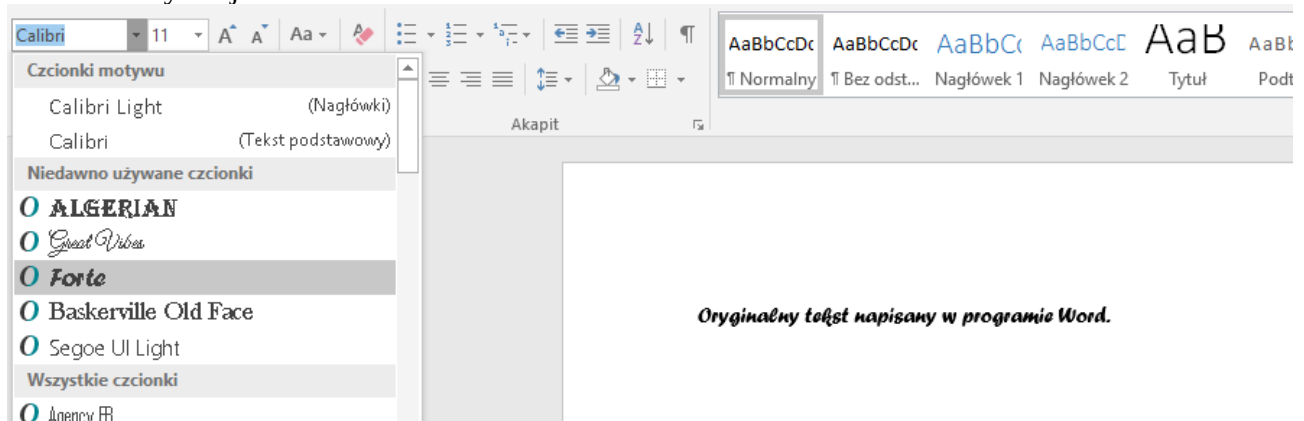 Calibri 11 A A Aa
AaBbCcDc AaBbCcDc AaBbC AaBbCcE AaB AaBb
¶ Normalny ¶ Bez odst... Nagłówek 1 Nagłówek 2 Tytuł Podt
Akapit
Czcionki motywu
Calibri Light (Nagłówki)
Calibri (Tekst podstawowy)
Niedawno używane czcionki
O ALGERIAN
O Great Vibes
O Forte
O Baskerville Old Face
O Segoe UI Light
Wszystkie czcionki
O Agency FB
Oryginalny tekst napisany w programie Word.